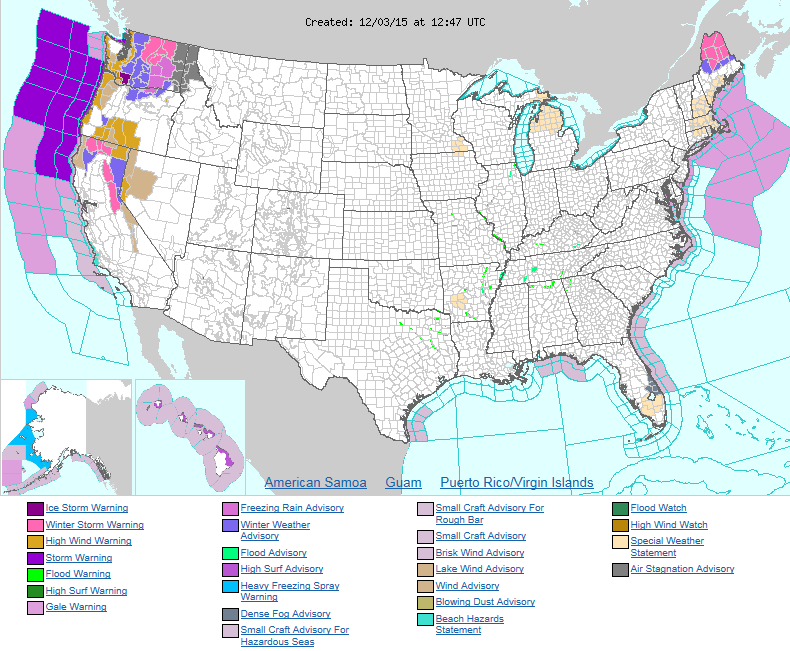 Created: 12/03/15 at 12:47 UTC
American Samoa Guam Puerto Rico/Virgin Islands
Ice Storm Warning
Winter Storm Warning
High Wind Warning
Storm Warning
Flood Warning
High Surf Warning
Gale Warning
Freezing Rain Advisory
Winter Weather
Advisory
Flood Advisory
High Surf Advisory
Heavy Freezing Spray
Warning
Dense Fog Advisory
Small Craft Advisory For
Hazardous Seas
Small Craft Advisory For
Rough Bar
Small Craft Advisory
Brisk Wind Advisory
Lake Wind Advisory
Wind Advisory
Blowing Dust Advisory
Beach Hazards
Statement
Flood Watch
High Wind Watch
Special Weather
Statement
Air Stagnation Advisory